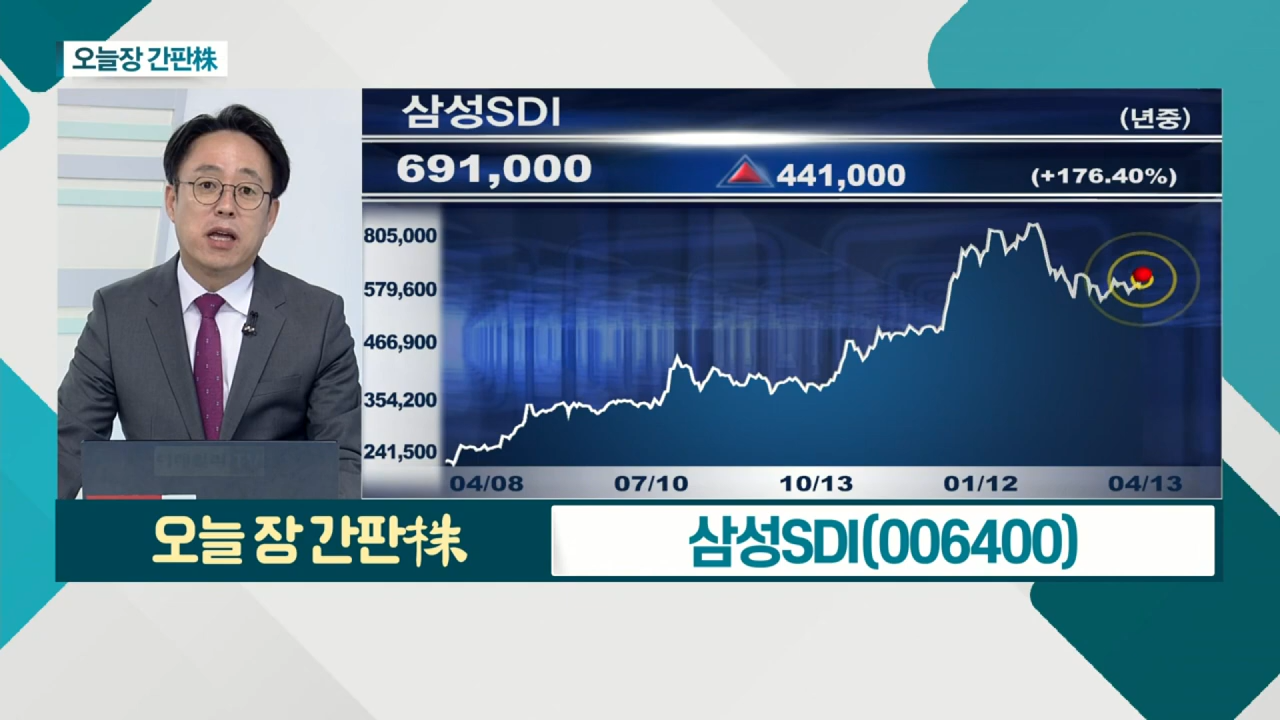 오늘장 간판株
삼성SDI
(년중)
691,000
441,000
(+176.40%)
805,000
579,600
466,900
354,200
241,500
04/08
07/10
10/13
01/12
04/13
오늘 장 간판株
삼성SDI(006400)